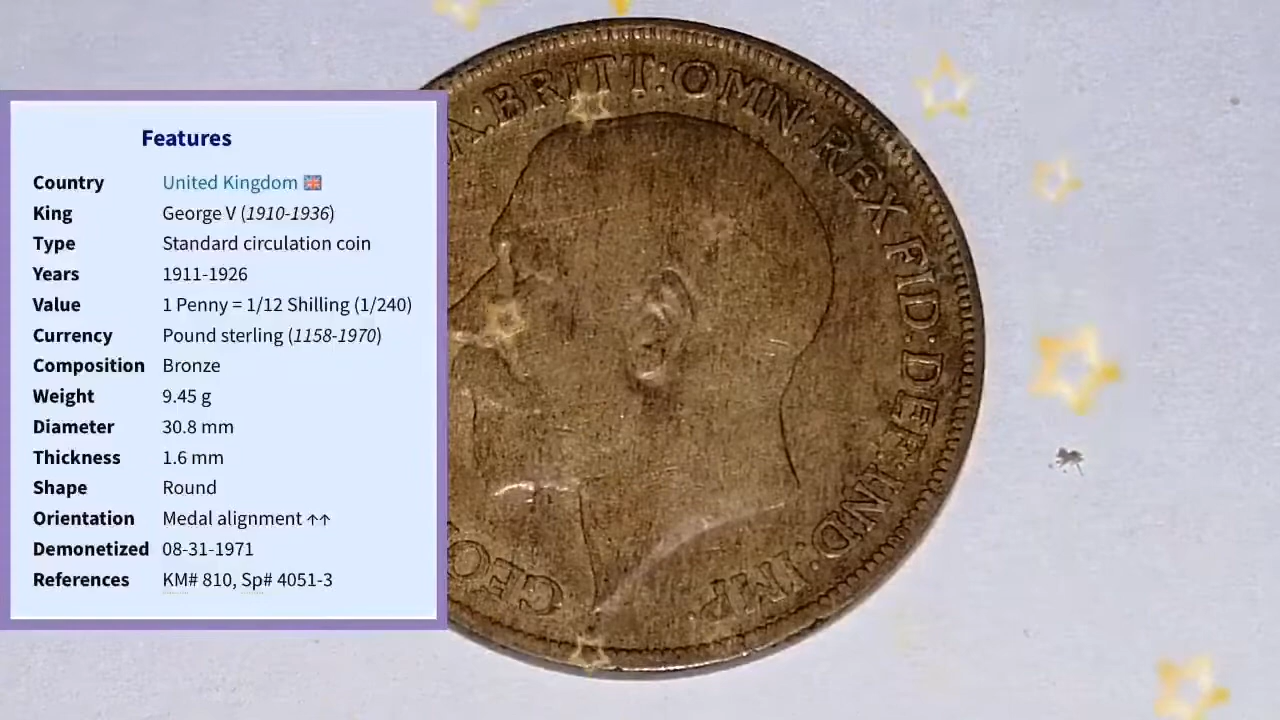 Features
Country United Kingdom
King George V (1910-1936)
Type Standard circulation coin
Years 1911-1926
Value 1 Penny = 1/12 Shilling (1/240)
Currency Pound sterling (1158-1970)
Composition Bronze
Weight 9.45 g
Diameter 30.8 mm
Thickness 1.6 mm
Shape Round
Orientation Medal alignment ↑↑
Demonetized 08-31-1971
References KM# 810, Sp# 4051-3
A·BRITT:OMN:REX FID:DEF:IND:IMP
GEO